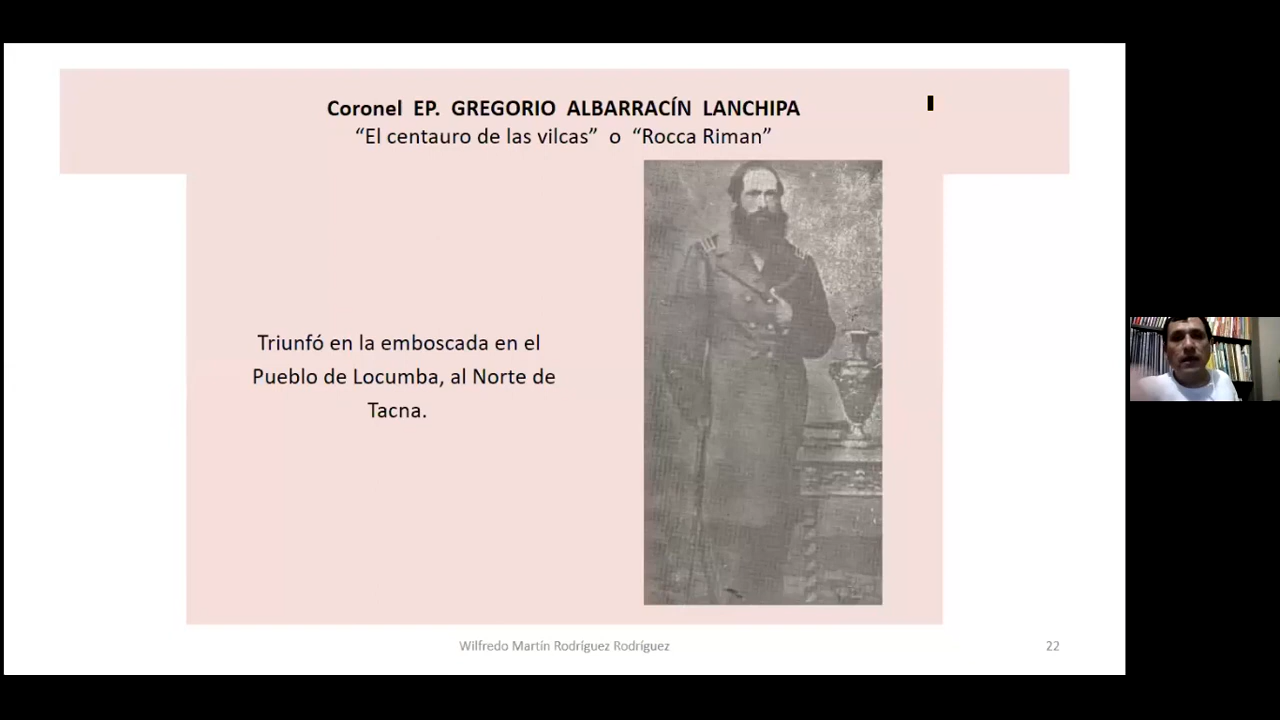 Coronel EP. GREGORIO ALBARRACÍN LANCHIPA
“El centauro de las vilcas” o “Rocca Riman”
Triunfó en la emboscada en el
Pueblo de Locumba, al Norte de
Tacna.
Wilfredo Martín Rodríguez Rodríguez
22